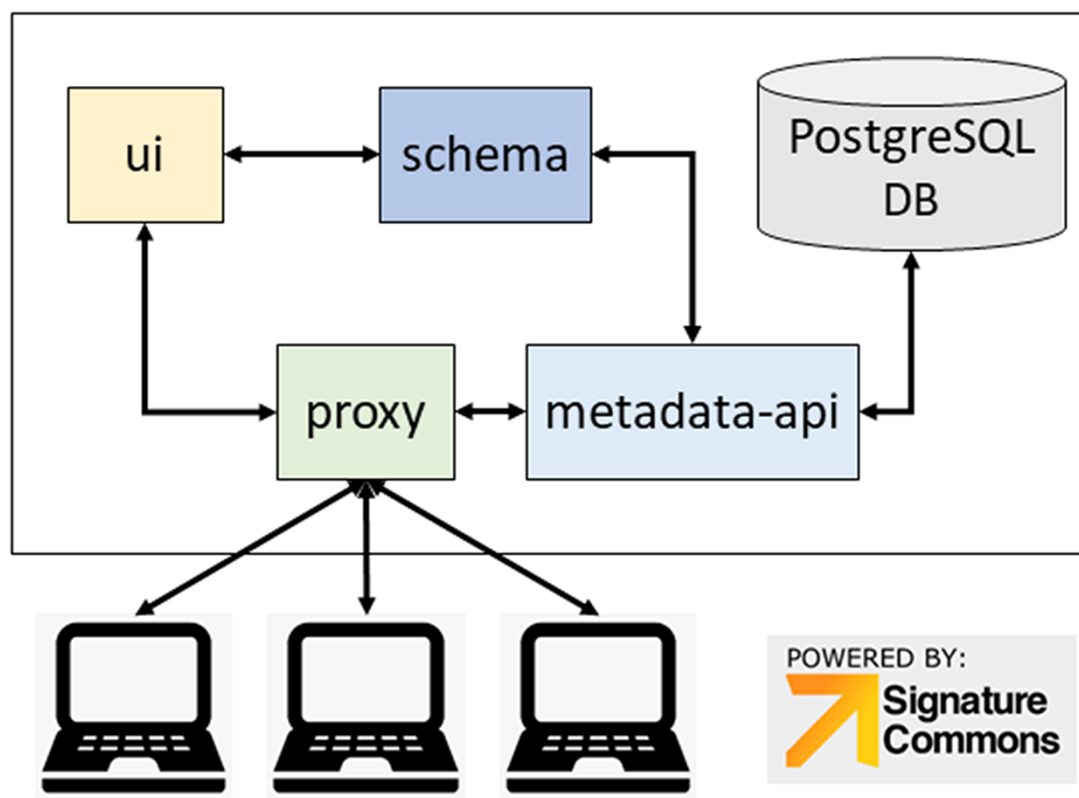 ui
schema
PostgreSQL
DB
proxy
metadata-api
POWERED BY:
Signature
Commons